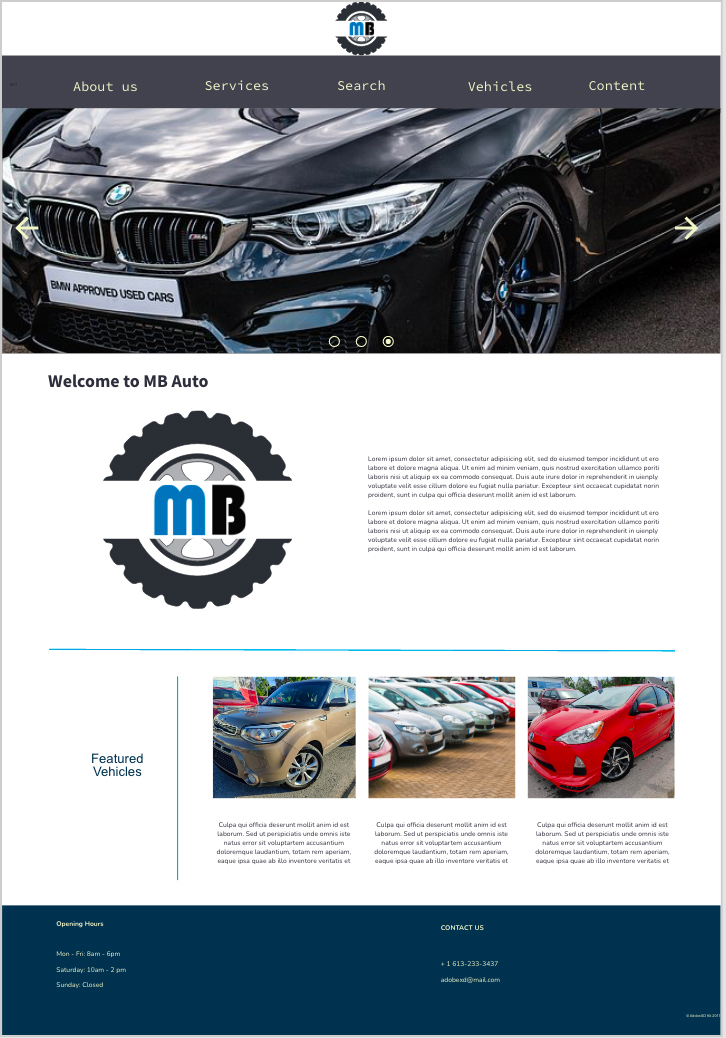 MB
About us
Services
Search
Vehicles
Content
BMW APPROVED USED CARS
Welcome to MB Auto
MB
Lorem ipsum dolor sit amet, consectetur adipisicing elit, sed do eiusmod tempor incididunt ut ero
labore et dolore magna aliqua. Ut enim ad minim veniam, quis nostrud exercitation ullamco poriti
laboris nisi ut aliquip ex ea commodo consequat. Duis aute irure dolor in reprehenderit in uienply
voluptate velit esse cillum dolore eu fugiat nulla pariatur. Excepteur sint occaecat cupidatat norin
proident, sunt in culpa qui officia deserunt mollit anim id est laborum.
Lorem ipsum dolor sit amet, consectetur adipisicing elit, sed do eiusmod tempor incididunt ut ero
labore et dolore magna aliqua. Ut enim ad minim veniam, quis nostrud exercitation ullamco poriti
laboris nisi ut aliquip ex ea commodo consequat. Duis aute irure dolor in reprehenderit in uienply
voluptate velit esse cillum dolore eu fugiat nulla pariatur. Excepteur sint occaecat cupidatat norin
proident, sunt in culpa qui officia deserunt mollit anim id est laborum.
Featured
Vehicles
Culpa qui officia deserunt mollit anim id est
laborum. Sed ut perspiciatis unde omnis iste
natus error sit voluptartem accusantium
doloremque laudantium, totam rem aperiam,
eaque ipsa quae ab illo inventore veritatis et
Culpa qui officia deserunt mollit anim id est
laborum. Sed ut perspiciatis unde omnis iste
natus error sit voluptartem accusantium
doloremque laudantium, totam rem aperiam,
eaque ipsa quae ab illo inventore veritatis et
Culpa qui officia deserunt mollit anim id est
laborum. Sed ut perspiciatis unde omnis iste
natus error sit voluptartem accusantium
doloremque laudantium, totam rem aperiam,
eaque ipsa quae ab illo inventore veritatis et
Opening Hours
Mon - Fri: 8am - 6pm
Saturday: 10am - 2 pm
Sunday: Closed
CONTACT US
+ 1 613-233-3437
adobexd@mail.com